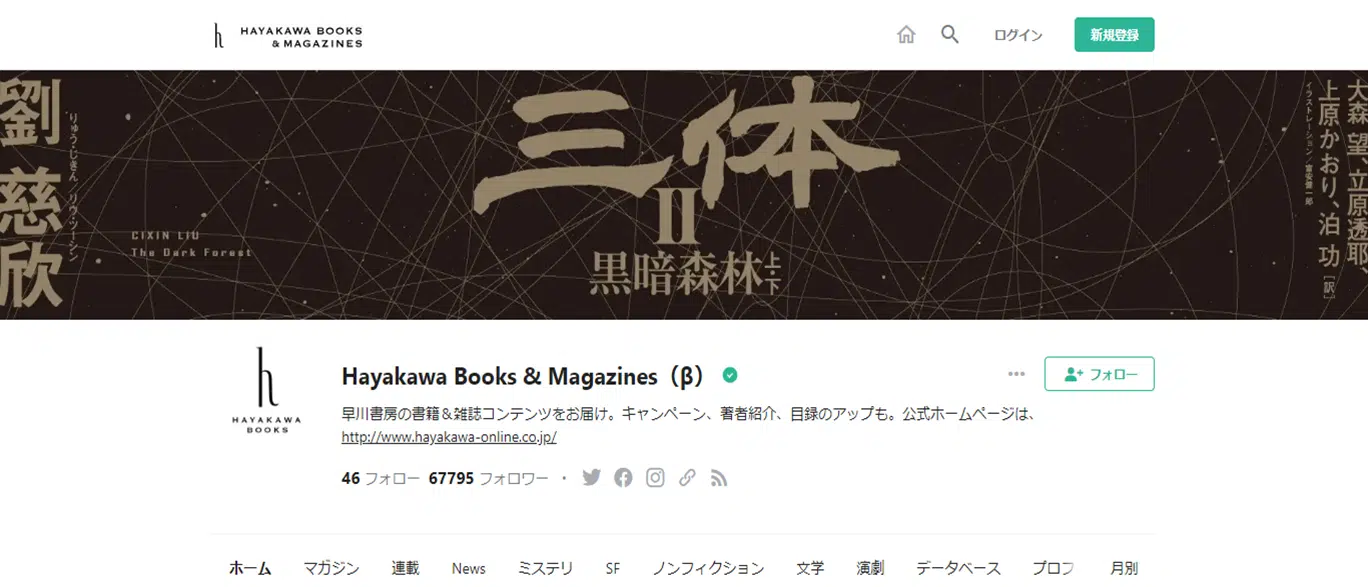 HAYAKAWA BOOKS
& MAGAZINES
ログイン
新規登録
劉慈欣
りゅう・じきん、リウ・ツーシン
CIXIN LIU
The Dark Forest
三体
II
黒暗森林 上・下
大森 望、立原透耶
上原かおり、泊 功[訳]
イラストレーション/富安健一郎
h
HAYAKAWA
BOOKS
Hayakawa Books & Magazines(β)
フォロー
早川書房の書籍&雑誌コンテンツをお届け。キャンペーン、著者紹介、目録のアップも。公式ホームページは、
http://www.hayakawa-online.co.jp/
46 フォロー 67795 フォロワー ・
ホーム マガジン 連載 News ミステリ SF ノンフィクション 文学 演劇 データベース プロフ 月別